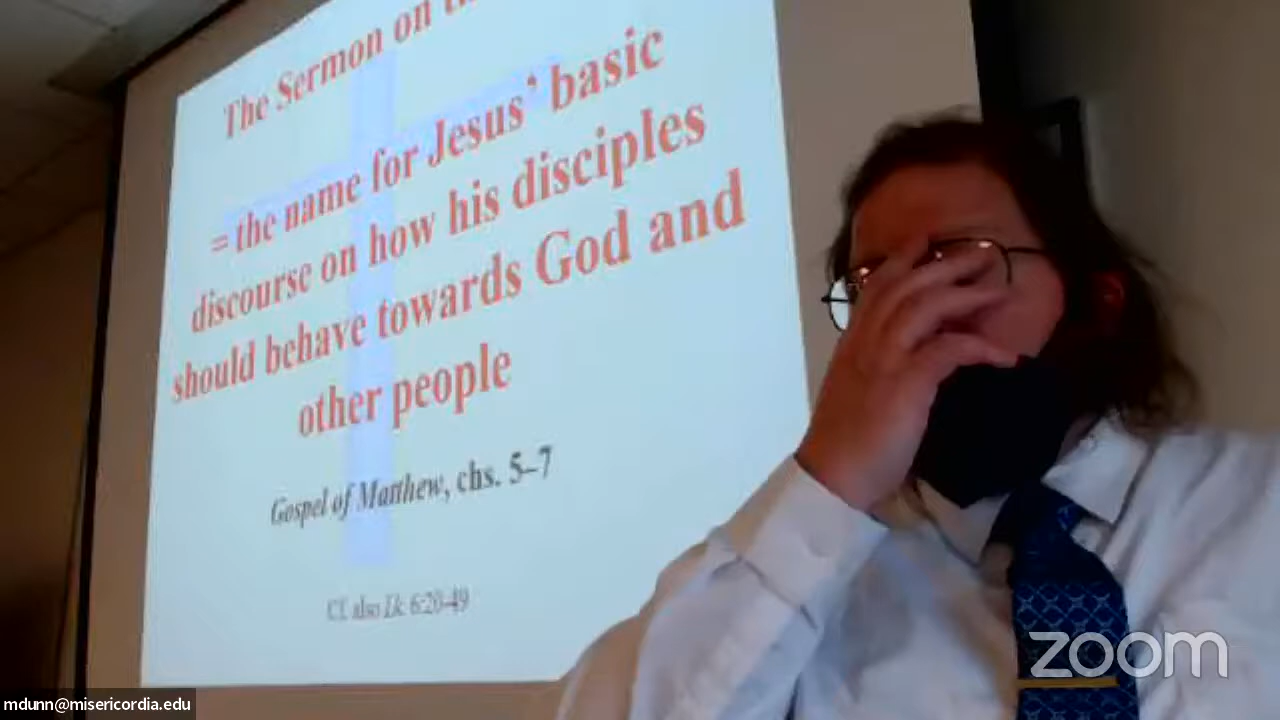 The Sermon on
= the name for Jesus' basic
discourse on how his disciples
should behave towards God and
other people
Gospel of Matthew, chs. 5–7
Cf. also Lk 6:20-49
zoom
mdunn@misericordia.edu